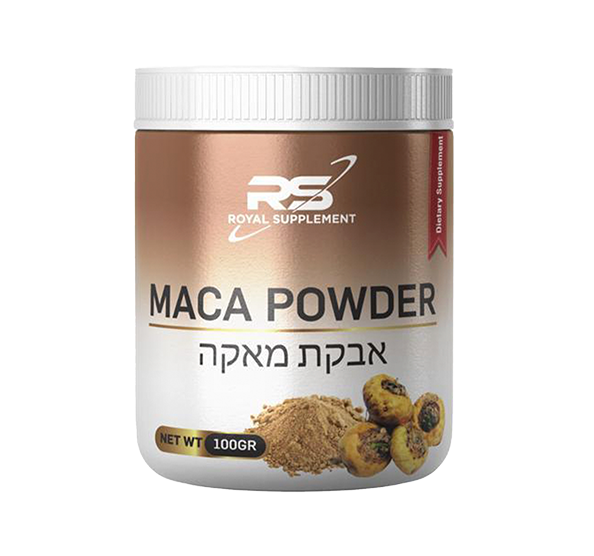 RS
ROYAL SUPPLEMENT
Dietary Supplement
MACA POWDER
אבקת מאקה
NET WT 100GR